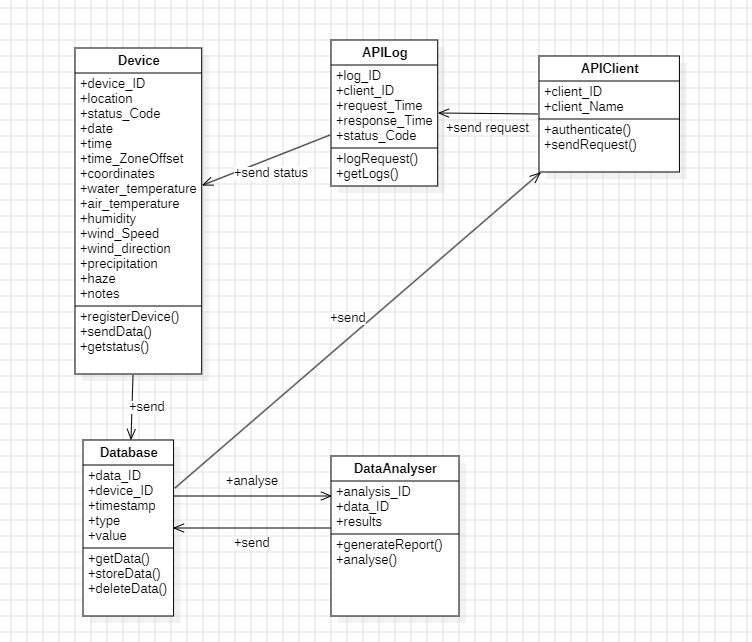 Device
+device_ID
+location
+status_Code
+date
+time
+time_ZoneOffset
+coordinates
+water_temperature
+air_temperature
+humidity
+wind_Speed
+wind_direction
+precipitation
+haze
+notes
+registerDevice()
+sendData()
+getstatus()
APILog
+log_ID
+client_ID
+request_Time
+response_Time
+status_Code
+logRequest()
+getLogs()
APIClient
+client_ID
+client_Name
+authenticate()
+sendRequest()
+send request
+send status
+send
+send
Database
+data_ID
+device_ID
+timestamp
+type
+value
+getData()
+storeData()
+deleteData()
+analyse
+send
DataAnalyser
+analysis_ID
+data_ID
+results
+generateReport()
+analyse()